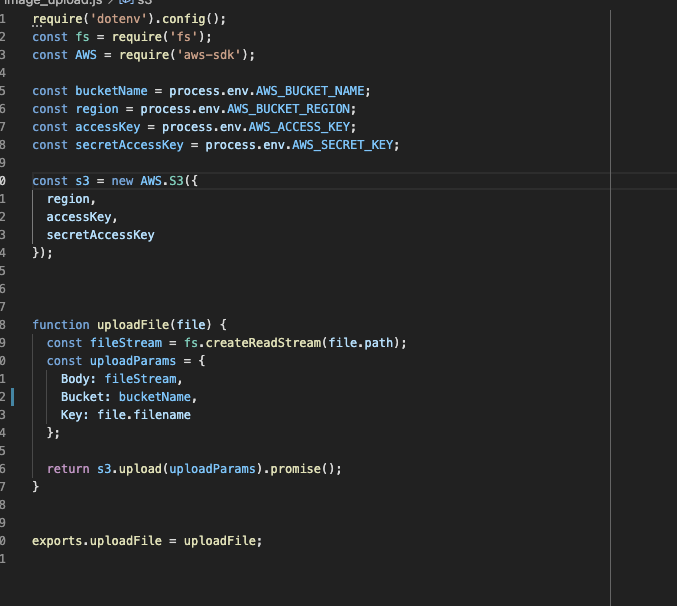 image_upload.js > s3
1 require('dotenv').config();
2 const fs = require('fs');
3 const AWS = require('aws-sdk');
4
5 const bucketName = process.env.AWS_BUCKET_NAME;
6 const region = process.env.AWS_BUCKET_REGION;
7 const accessKey = process.env.AWS_ACCESS_KEY;
8 const secretAccessKey = process.env.AWS_SECRET_KEY;
9
0 const s3 = new AWS.S3({
1 region,
2 accessKey,
3 secretAccessKey
4 });
5
6
7
8 function uploadFile(file) {
9 const fileStream = fs.createReadStream(file.path);
0 const uploadParams = {
1 Body: fileStream,
2 Bucket: bucketName,
3 Key: file.filename
4 };
5
6 return s3.upload(uploadParams).promise();
7 }
8
9
0 exports.uploadFile = uploadFile;
1